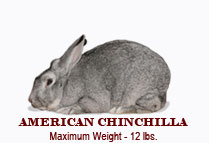 AMERICAN CHINCHILLA
Maximum Weight - 12 lbs.